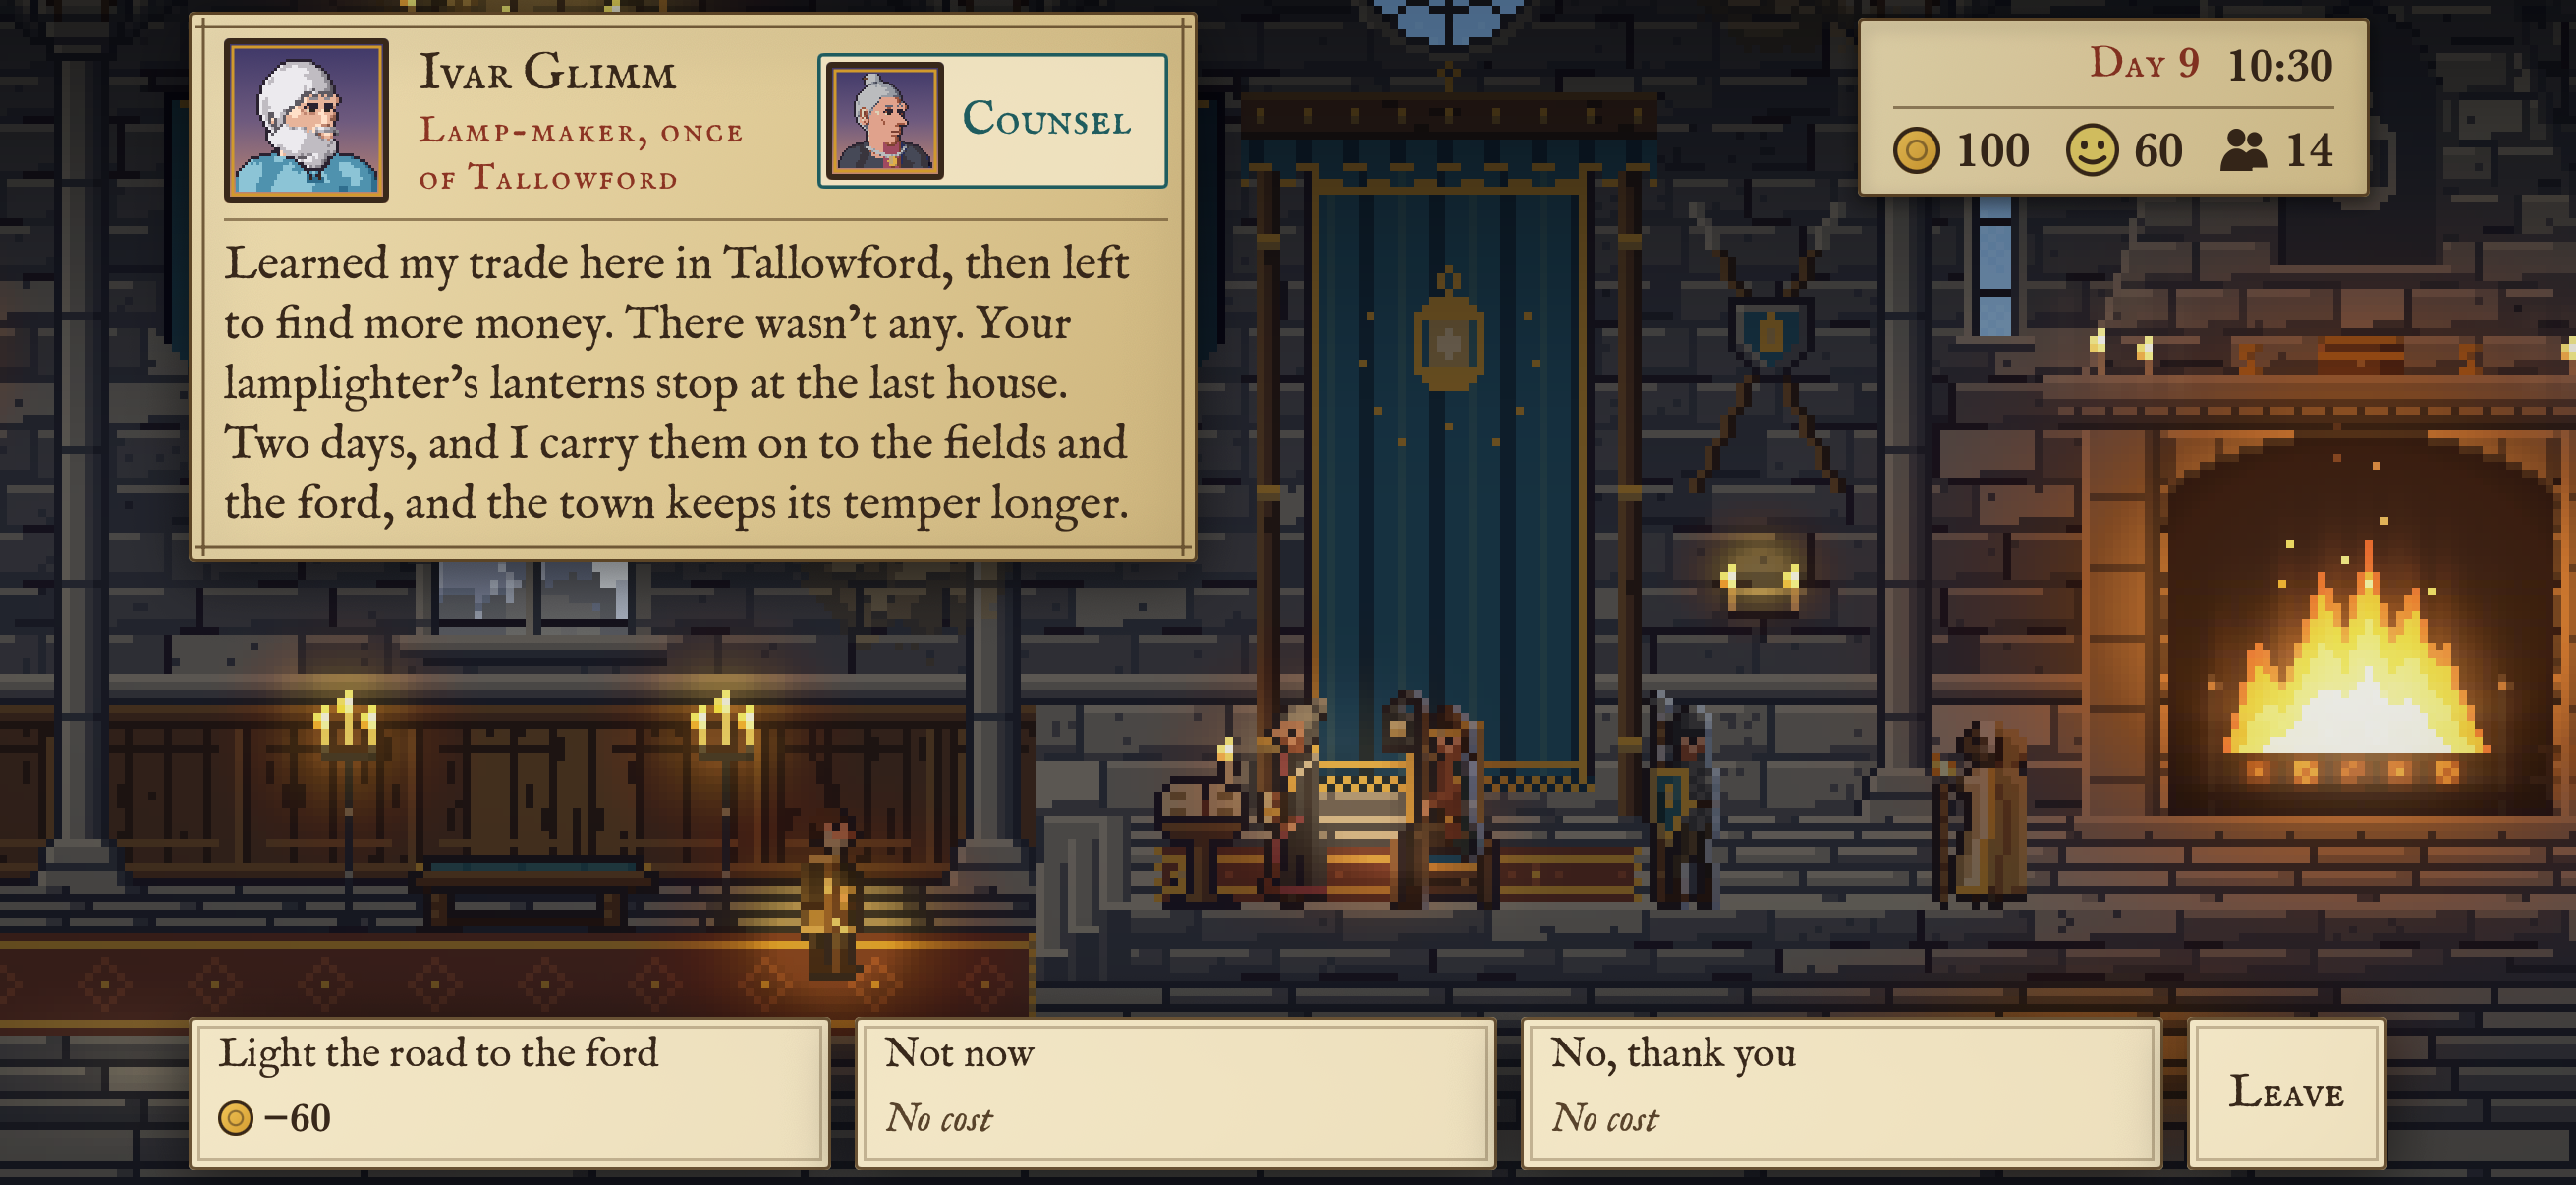 Ivar Glimm
Lamp-maker, once
of Tallowford
Counsel
Day 9 10:30
100 60 14
Learned my trade here in Tallowford, then left
to find more money. There wasn’t any. Your
lamplighter’s lanterns stop at the last house.
Two days, and I carry them on to the fields and
the ford, and the town keeps its temper longer.
Light the road to the ford
−60
Not now
No cost
No, thank you
No cost
Leave